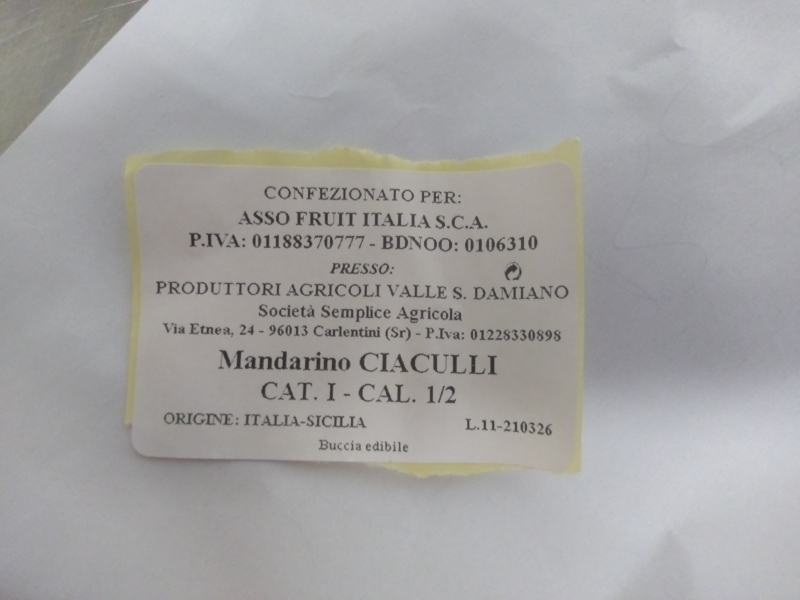 CONFEZIONATO PER:
ASSO FRUIT ITALIA S.C.A.
P.IVA: 01188370777 - BDNOO: 0106310
PRESSO:
PRODUTTORI AGRICOLI VALLE S. DAMIANO
Società Semplice Agricola
Via Etnea, 24 - 96013 Carlentini (Sr) - P.Iva: 01228330898
Mandarino CIACULLI
CAT. I - CAL. 1/2
ORIGINE: ITALIA-SICILIA L.11-210326
Buccia edibile